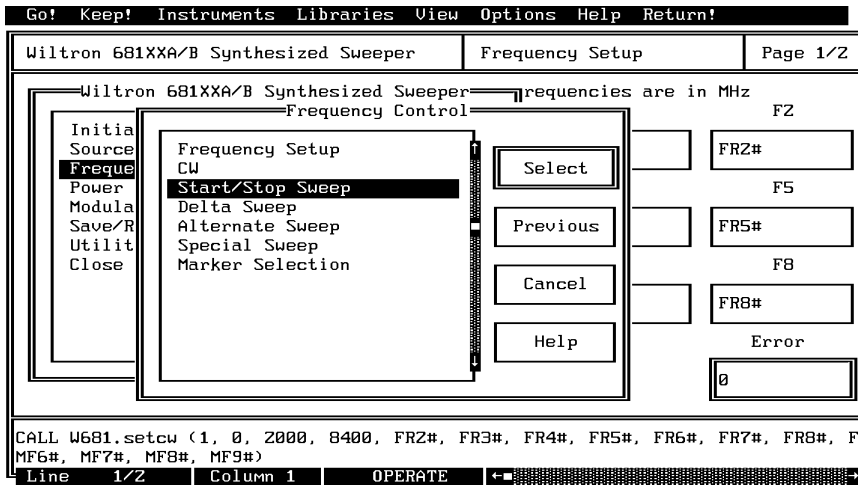 Go! Keep! Instruments Libraries View Options Help Return!
Wiltron 681XXA/B Synthesized Sweeper Frequency Setup Page 1/2
Wiltron 681XXA/B Synthesized Sweeper requencies are in MHz
Frequency Control
F2
Initia
Source
Freque
Power
Modula
Save/R
Utilit
Close
Frequency Setup
CW
Start/Stop Sweep
Delta Sweep
Alternate Sweep
Special Sweep
Marker Selection
Select
Previous
Cancel
Help
FR2#
F5
FR5#
F8
FR8#
Error
0
CALL W681.setcw (1, 0, 2000, 8400, FR2#, FR3#, FR4#, FR5#, FR6#, FR7#, FR8#, F
MF6#, MF7#, MF8#, MF9#)
Line 1/2 Column 1 OPERATE